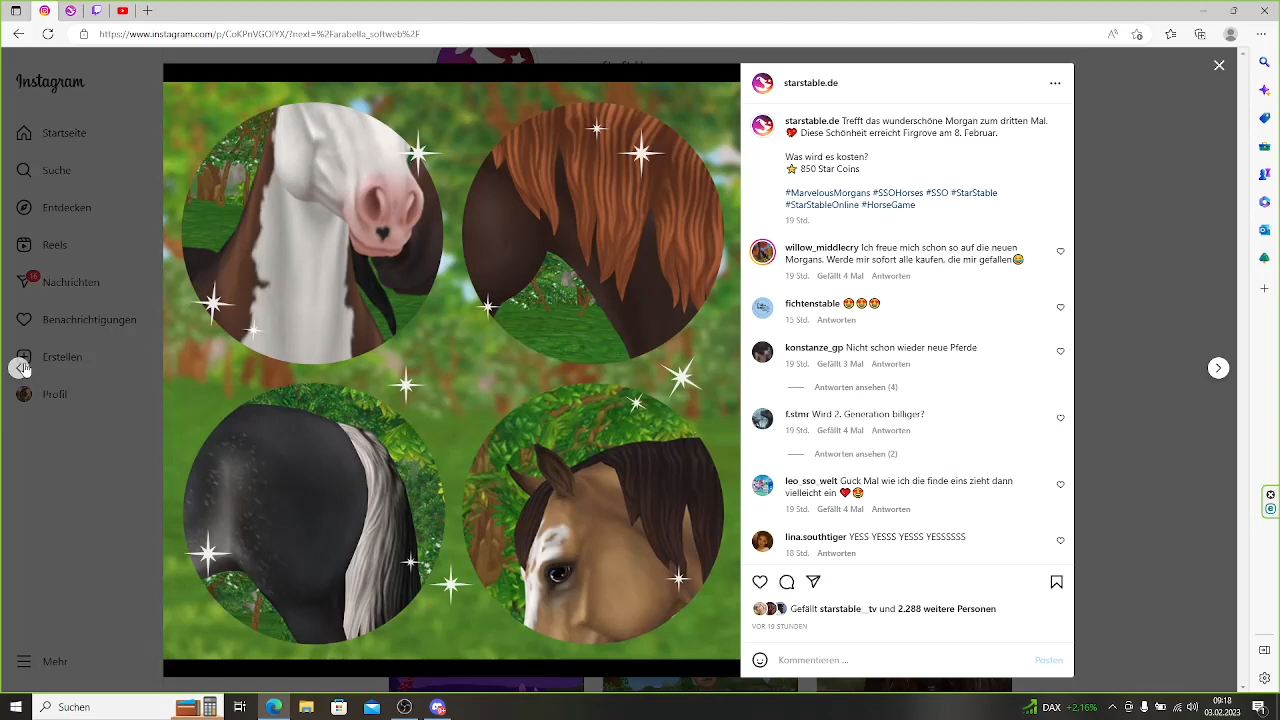 https://www.instagram.com/p/CoKPnVGOIYX/?next=%2Farabella_softweb%2F
Instagram
Startseite
Suche
Entdecken
Reels
16
Nachrichten
Benachrichtigungen
Erstellen
Profil
Mehr
starstable.de
starstable.de Trefft das wunderschöne Morgan zum dritten Mal.
💖 Diese Schönheit erreicht Firgrove am 8. Februar.
Was wird es kosten?
⭐ 850 Star Coins
#MarvelousMorgans #SSOHorses #SSO #StarStable
#StarStableOnline #HorseGame
19 Std.
willow_middlecry Ich freue mich schon so auf die neuen
Morgans. Werde mir sofort alle kaufen, die mir gefallen😂
19 Std. Gefällt 4 Mal Antworten
fichtenstable 🤩🤩🤩
15 Std. Antworten
konstanze_gp Nicht schon wieder neue Pferde
19 Std. Gefällt 3 Mal Antworten
Antworten ansehen (4)
f.stmr Wird 2. Generation billiger?
19 Std. Gefällt 4 Mal Antworten
Antworten ansehen (2)
leo_sso_welt Guck Mal wie ich die finde eins zieht dann
vielleicht ein ❤️🤩
19 Std. Gefällt 4 Mal Antworten
lina.southtiger YESS YESSS YESSS YESSSSSS
18 Std. Antworten
Gefällt starstable__tv und 2.288 weitere Personen
VOR 19 STUNDEN
Kommentieren ...
Posten
Suchen
DAX +2.16%
09:18
03.02.2023